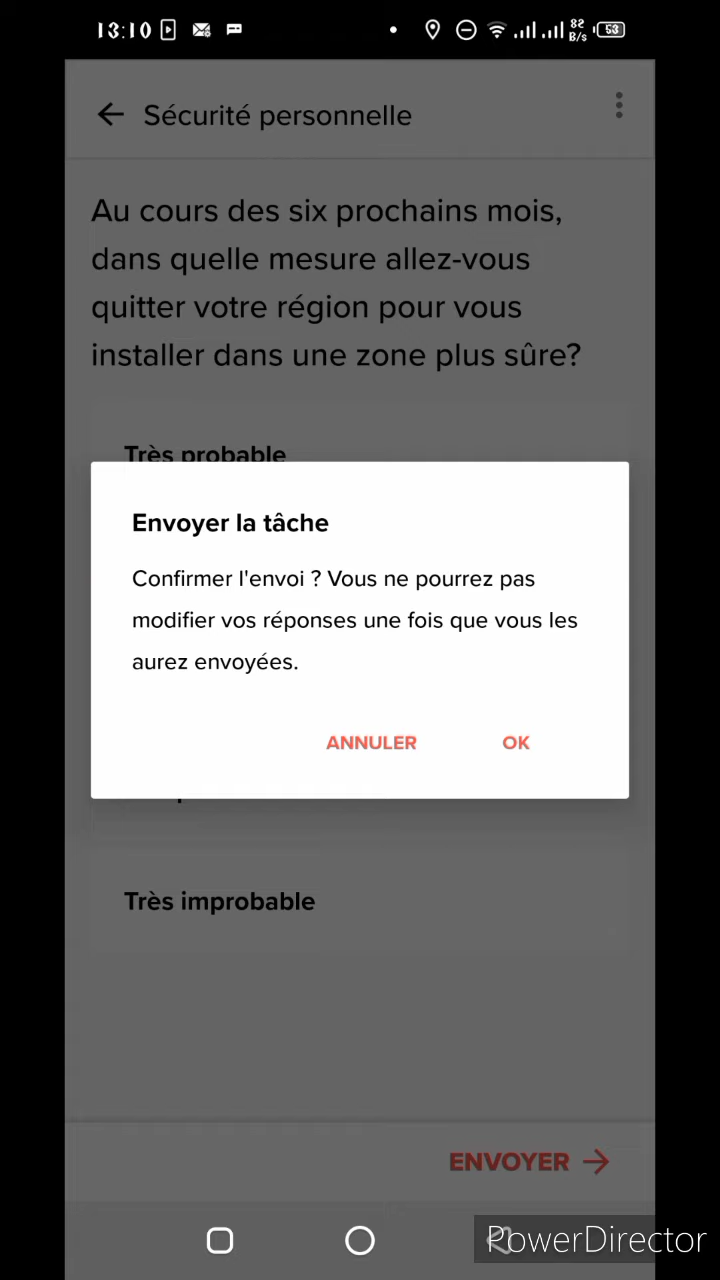 13:10
82
B/s
53
Sécurité personnelle
Au cours des six prochains mois,
dans quelle mesure allez-vous
quitter votre région pour vous
installer dans une zone plus sûre?
Très probable
Envoyer la tâche
Confirmer l'envoi ? Vous ne pourrez pas
modifier vos réponses une fois que vous les
aurez envoyées.
ANNULER OK
Très improbable
ENVOYER
PowerDirector